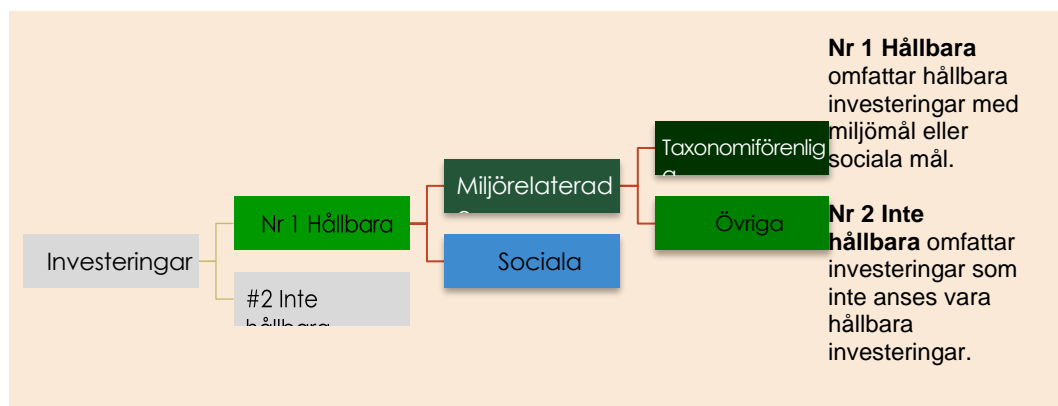 Investeringar
Nr 1 Hållbara
#2 Inte
hållbara
Miljörelaterad
Sociala
Taxonomiförenlig
a
Övriga
Nr 1 Hållbara
omfattar hållbara
investeringar med
miljömål eller
sociala mål.
Nr 2 Inte
hållbara omfattar
investeringar som
inte anses vara
hållbara
investeringar.